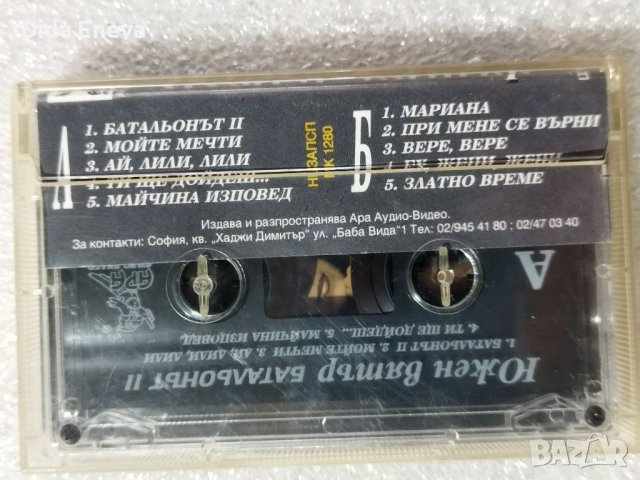 Dida Eneva
А
1. БАТАЛЬОНЪТ II
2. МОЙТЕ МЕЧТИ
3. АЙ, ЛИЛИ, ЛИЛИ
4. ТИ ЩЕ ДОЙДЕШ...
5. МАЙЧИНА ИЗПОВЕД
МК 1280
Б
1. МАРИАНА
2. ПРИ МЕНЕ СЕ ВЪРНИ
3. ВЕРЕ, ВЕРЕ
5. ЗЛАТНО ВРЕМЕ
Издава и разпространява Ара Аудио-Видео.
За контакти: София, кв. „Хаджи Димитър" ул. „Баба Вида"1 Тел: 02/945 41 80 : 02/47 03 40
А
Южен вятър БАТАЛЬОНЪТ II
1. БАТАЛЬОНЪТ II 2. МОЙТЕ МЕЧТИ 3. АЙ, ЛИЛИ, ЛИЛИ
4. ТИ ЩЕ ДОЙДЕШ... 5. МАЙЧИНА ИЗПОВЕД
BAZAR